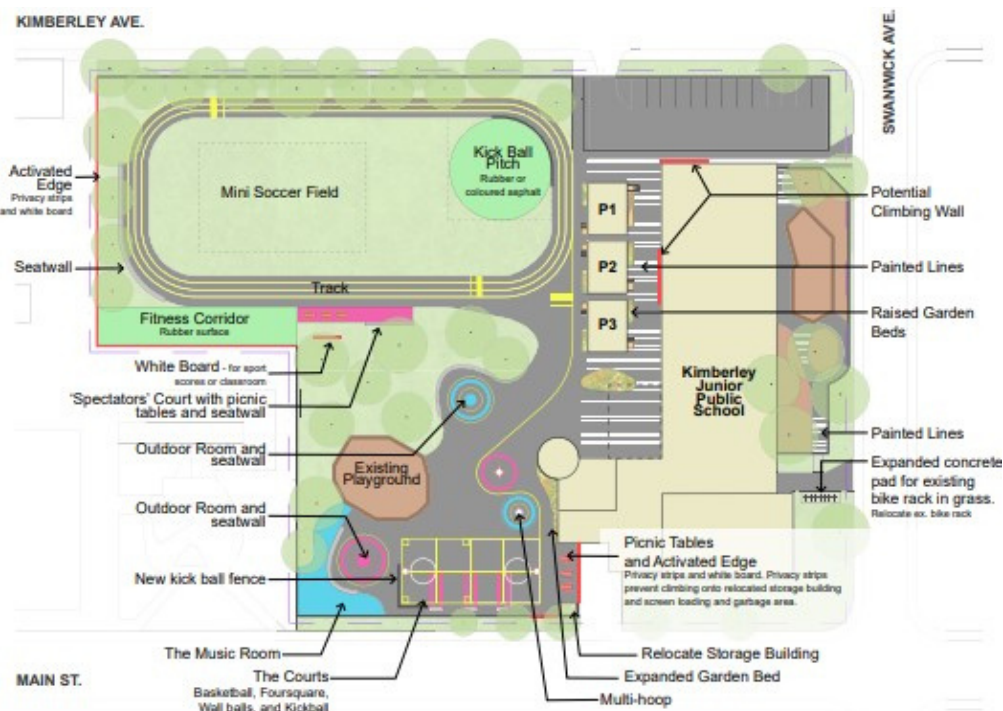 KIMBERLEY AVE.
SWANWICK AVE.
Activated
Edge
Privacy strips
and white board
Mini Soccer Field
Kick Ball
Pitch
Rubber or
coloured asphalt
P1
P2
P3
Potential
Climbing Wall
Seatwall
Painted Lines
Track
Raised Garden
Beds
Fitness Corridor
Rubber surface
White Board - for sport
scores or classroom
'Spectators' Court with picnic
tables and seatwall
Kimberley
Junior
Public
School
Outdoor Room and
seatwall
Existing
Playground
Painted Lines
Expanded concrete
pad for existing
bike rack in grass.
Relocate ex. bike rack
Outdoor Room and
seatwall
New kick ball fence
Picnic Tables
and Activated Edge
Privacy strips and white board. Privacy strips
prevent climbing onto relocated storage building
and screen loading and garbage area.
The Music Room
Relocate Storage Building
MAIN ST.
The Courts
Basketball, Foursquare,
Wall balls, and Kickball
Expanded Garden Bed
Multi-hoop